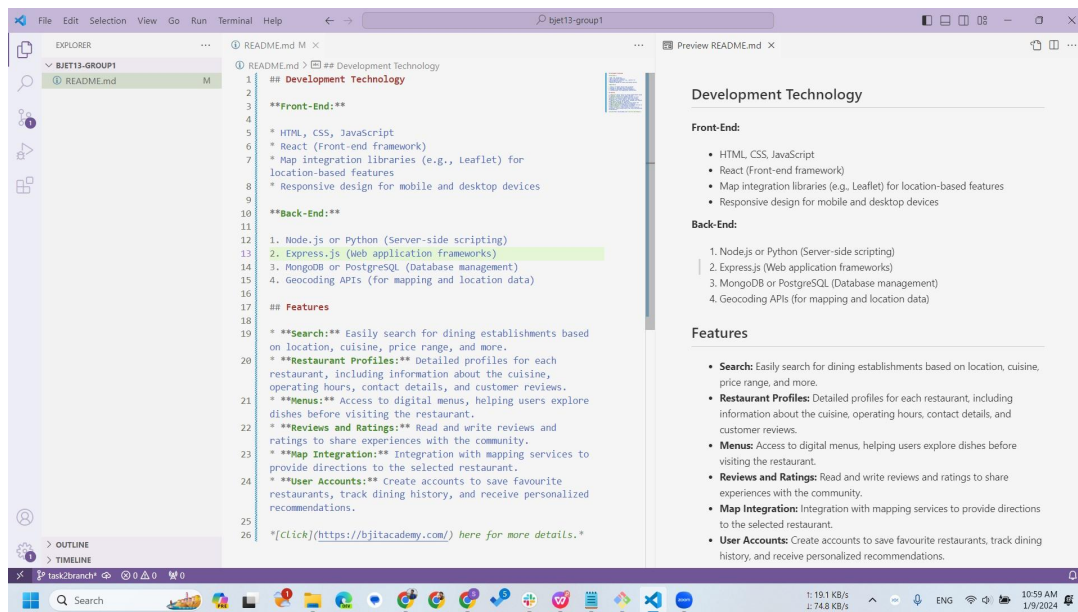 File Edit Selection View Go Run Terminal Help
bjet13-group1
EXPLORER
BJET13-GROUP1
README.md M
OUTLINE
TIMELINE
README.md M
README.md > ## Development Technology
1 ## Development Technology
2
3 **Front-End:**
4
5 * HTML, CSS, JavaScript
6 * React (Front-end framework)
7 * Map integration libraries (e.g., Leaflet) for
location-based features
8 * Responsive design for mobile and desktop devices
9
10 **Back-End:**
11
12 1. Node.js or Python (Server-side scripting)
13 2. Express.js (Web application frameworks)
14 3. MongoDB or PostgreSQL (Database management)
15 4. Geocoding APIs (for mapping and location data)
16
17 ## Features
18
19 * **Search:** Easily search for dining establishments based
on location, cuisine, price range, and more.
20 * **Restaurant Profiles:** Detailed profiles for each
restaurant, including information about the cuisine,
operating hours, contact details, and customer reviews.
21 * **Menus:** Access to digital menus, helping users explore
dishes before visiting the restaurant.
22 * **Reviews and Ratings:** Read and write reviews and
ratings to share experiences with the community.
23 * **Map Integration:** Integration with mapping services to
provide directions to the selected restaurant.
24 * **User Accounts:** Create accounts to save favourite
restaurants, track dining history, and receive personalized
recommendations.
25
26 *[Click](https://bjitacademy.com/) here for more details.*
Preview README.md
Development Technology
Front-End:
• HTML, CSS, JavaScript
• React (Front-end framework)
• Map integration libraries (e.g., Leaflet) for location-based features
• Responsive design for mobile and desktop devices
Back-End:
1. Node.js or Python (Server-side scripting)
2. Express.js (Web application frameworks)
3. MongoDB or PostgreSQL (Database management)
4. Geocoding APIs (for mapping and location data)
Features
• Search: Easily search for dining establishments based on location, cuisine,
price range, and more.
• Restaurant Profiles: Detailed profiles for each restaurant, including
information about the cuisine, operating hours, contact details, and
customer reviews.
• Menus: Access to digital menus, helping users explore dishes before
visiting the restaurant.
• Reviews and Ratings: Read and write reviews and ratings to share
experiences with the community.
• Map Integration: Integration with mapping services to provide directions
to the selected restaurant.
• User Accounts: Create accounts to save favourite restaurants, track dining
history, and receive personalized recommendations.
task2branch* 0 0 0
Search
19.1 KB/s
74.8 KB/s
ENG
10:59 AM
1/9/2024